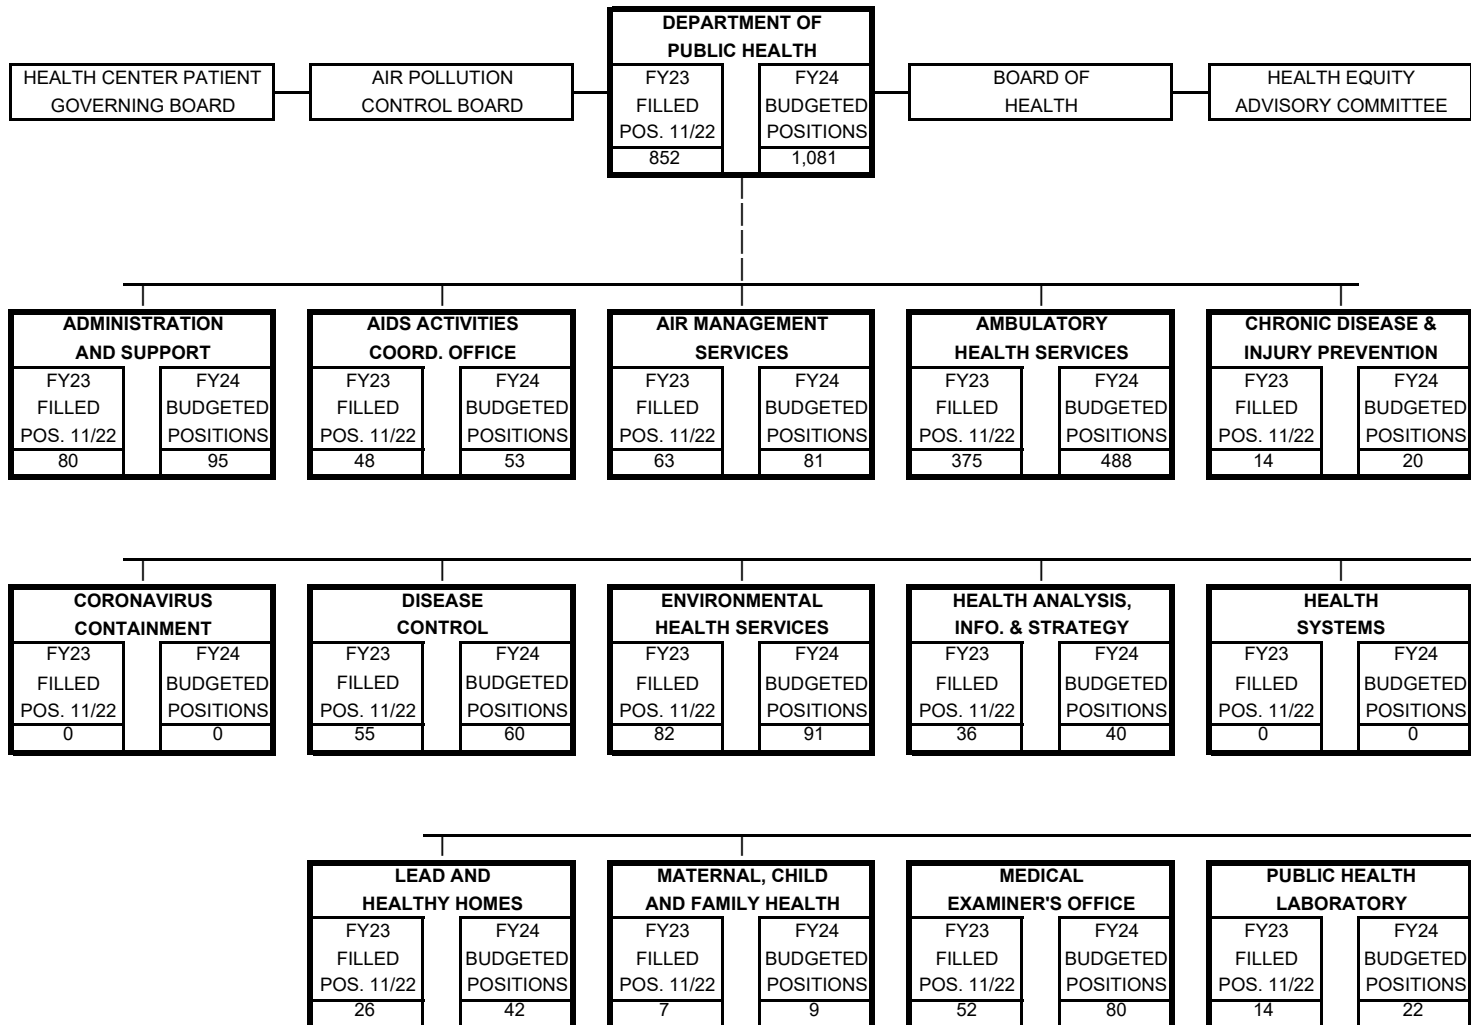 DEPARTMENT OF
PUBLIC HEALTH
FY23 FY24
FILLED BUDGETED
POS. 11/22 POSITIONS
852 1,081
HEALTH CENTER PATIENT
GOVERNING BOARD
AIR POLLUTION
CONTROL BOARD
BOARD OF
HEALTH
HEALTH EQUITY
ADVISORY COMMITTEE
ADMINISTRATION
AND SUPPORT
FY23 FY24
FILLED BUDGETED
POS. 11/22 POSITIONS
80 95
AIDS ACTIVITIES
COORD. OFFICE
FY23 FY24
FILLED BUDGETED
POS. 11/22 POSITIONS
48 53
AIR MANAGEMENT
SERVICES
FY23 FY24
FILLED BUDGETED
POS. 11/22 POSITIONS
63 81
AMBULATORY
HEALTH SERVICES
FY23 FY24
FILLED BUDGETED
POS. 11/22 POSITIONS
375 488
CHRONIC DISEASE &
INJURY PREVENTION
FY23 FY24
FILLED BUDGETED
POS. 11/22 POSITIONS
14 20
CORONAVIRUS
CONTAINMENT
FY23 FY24
FILLED BUDGETED
POS. 11/22 POSITIONS
0 0
DISEASE
CONTROL
FY23 FY24
FILLED BUDGETED
POS. 11/22 POSITIONS
55 60
ENVIRONMENTAL
HEALTH SERVICES
FY23 FY24
FILLED BUDGETED
POS. 11/22 POSITIONS
82 91
HEALTH ANALYSIS,
INFO. & STRATEGY
FY23 FY24
FILLED BUDGETED
POS. 11/22 POSITIONS
36 40
HEALTH
SYSTEMS
FY23 FY24
FILLED BUDGETED
POS. 11/22 POSITIONS
0 0
LEAD AND
HEALTHY HOMES
FY23 FY24
FILLED BUDGETED
POS. 11/22 POSITIONS
26 42
MATERNAL, CHILD
AND FAMILY HEALTH
FY23 FY24
FILLED BUDGETED
POS. 11/22 POSITIONS
7 9
MEDICAL
EXAMINER'S OFFICE
FY23 FY24
FILLED BUDGETED
POS. 11/22 POSITIONS
52 80
PUBLIC HEALTH
LABORATORY
FY23 FY24
FILLED BUDGETED
POS. 11/22 POSITIONS
14 22